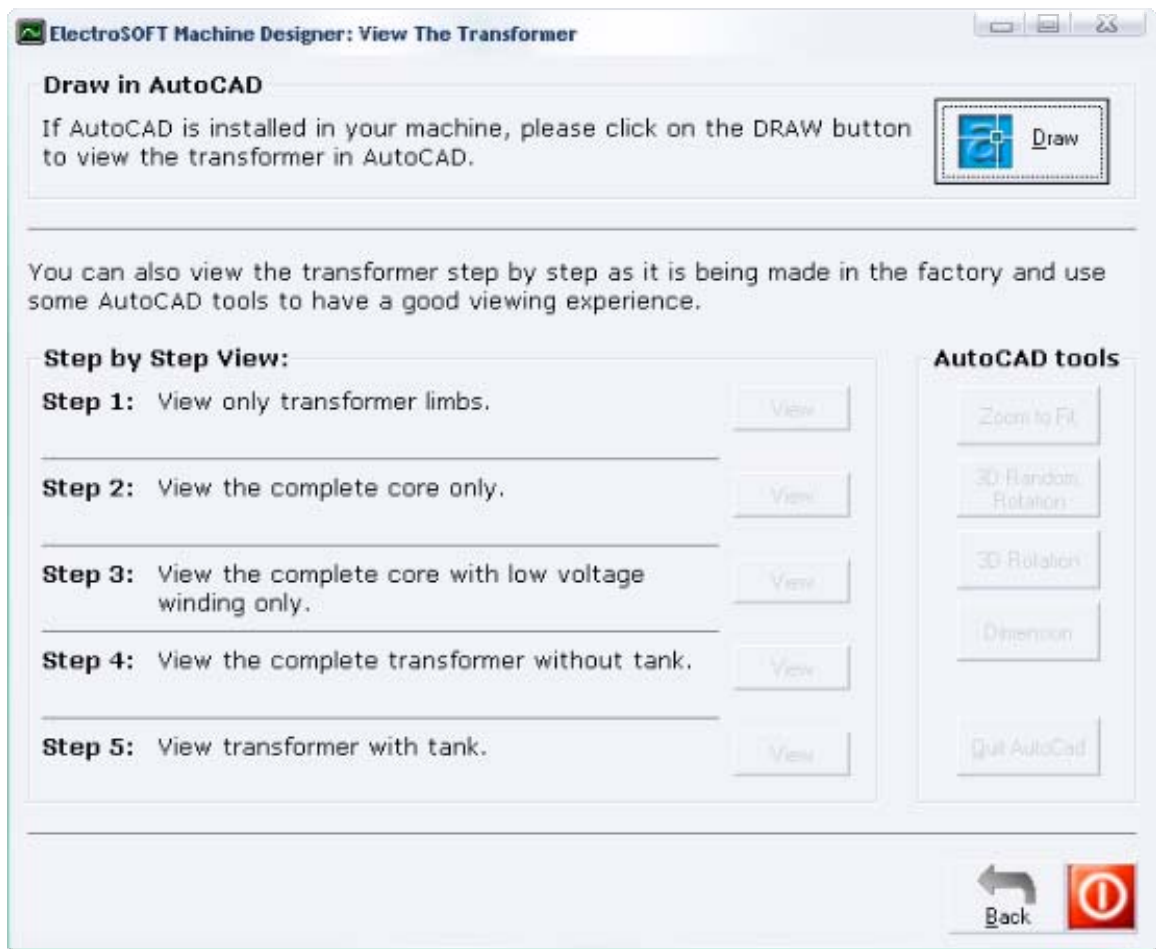 ElectroSOFT Machine Designer: View The Transformer
Draw in AutoCAD
If AutoCAD is installed in your machine, please click on the DRAW button
to view the transformer in AutoCAD.
Draw
You can also view the transformer step by step as it is being made in the factory and use
some AutoCAD tools to have a good viewing experience.
Step by Step View:
Step 1: View only transformer limbs.
View
Step 2: View the complete core only.
View
Step 3: View the complete core with low voltage
winding only.
View
Step 4: View the complete transformer without tank.
View
Step 5: View transformer with tank.
View
AutoCAD tools
Zoom to Fit
3D Random
Rotation
3D Rotation
Dimension
Quit AutoCad
Back